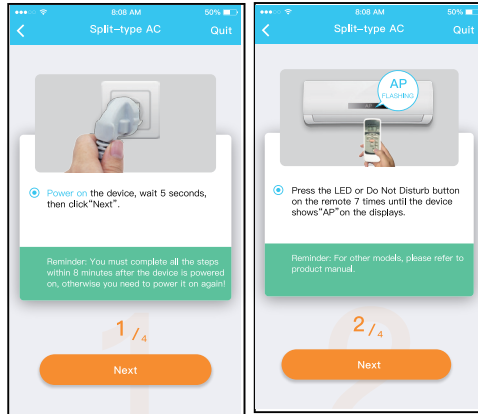 8:08 AM
50%
Split-type AC
Quit
Power on the device, wait 5 seconds,
then click"Next".
Reminder: You must complete all the steps
within 8 minutes after the device is powered
on, otherwise you need to power it on again!
1 / 4
Next
8:08 AM
50%
Split-type AC
Quit
AP
FLASHING
Press the LED or Do Not Disturb button
on the remote 7 times until the device
shows"AP"on the displays.
Reminder: For other models, please refer to
product manual.
2 / 4
Next